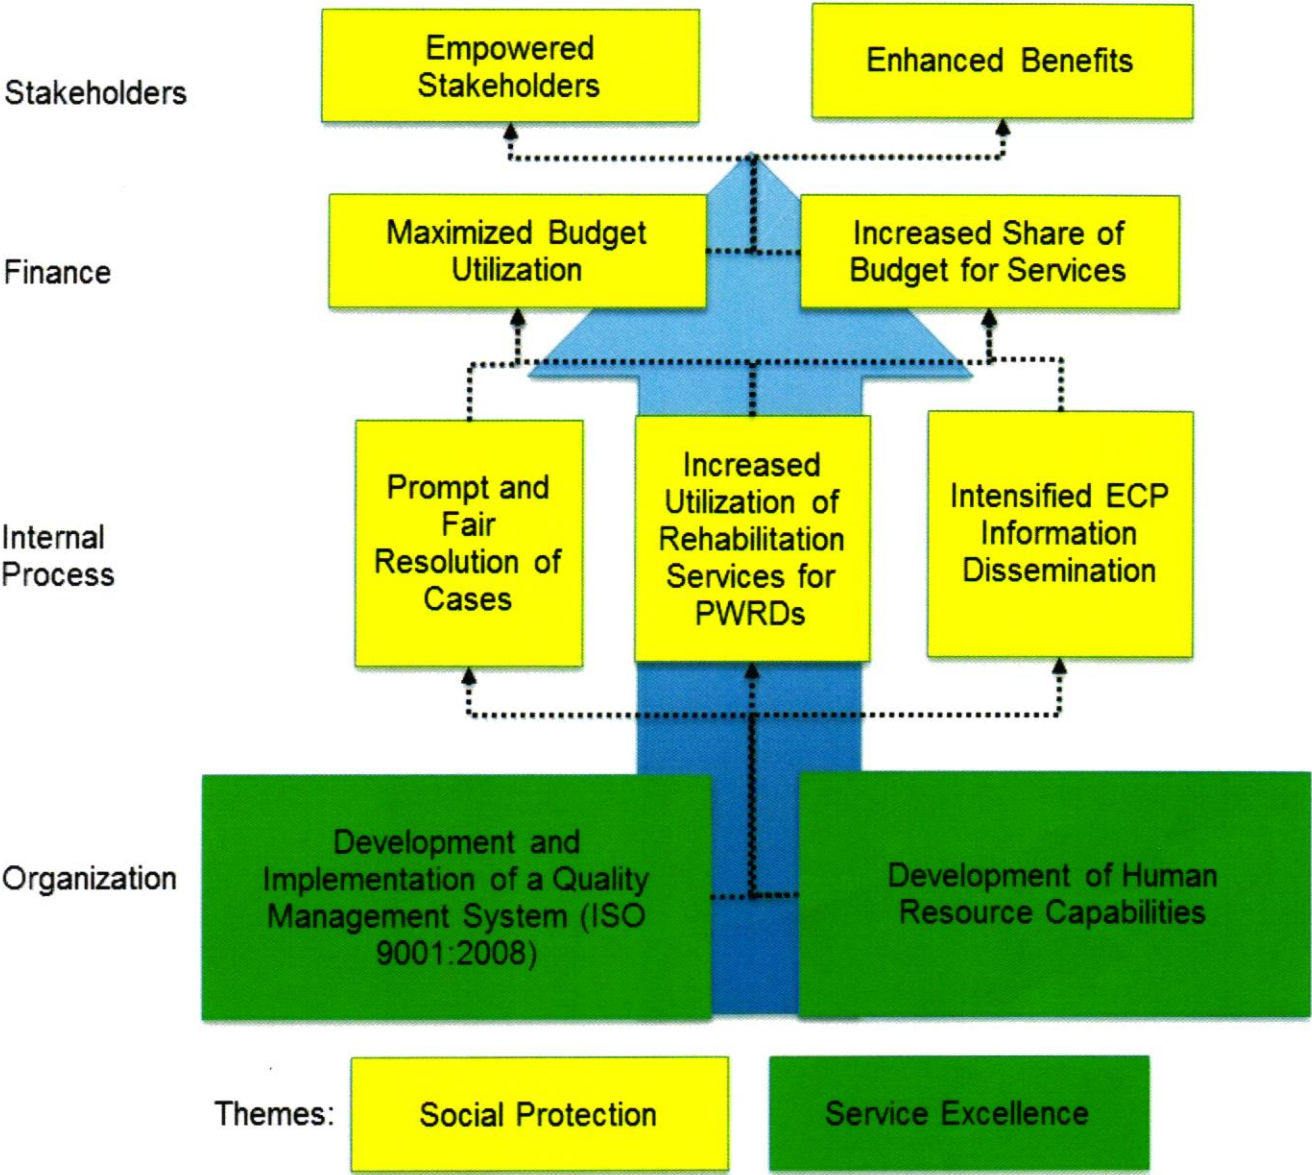 Stakeholders
Empowered
Stakeholders
Enhanced Benefits
Finance
Maximized Budget
Utilization
Increased Share of
Budget for Services
Internal
Process
Prompt and
Fair
Resolution of
Cases
Increased
Utilization of
Rehabilitation
Services for
PWRDs
Intensified ECP
Information
Dissemination
Organization
Development and
Implementation of a Quality
Management System (ISO
9001:2008)
Development of Human
Resource Capabilities
Themes:
Social Protection
Service Excellence